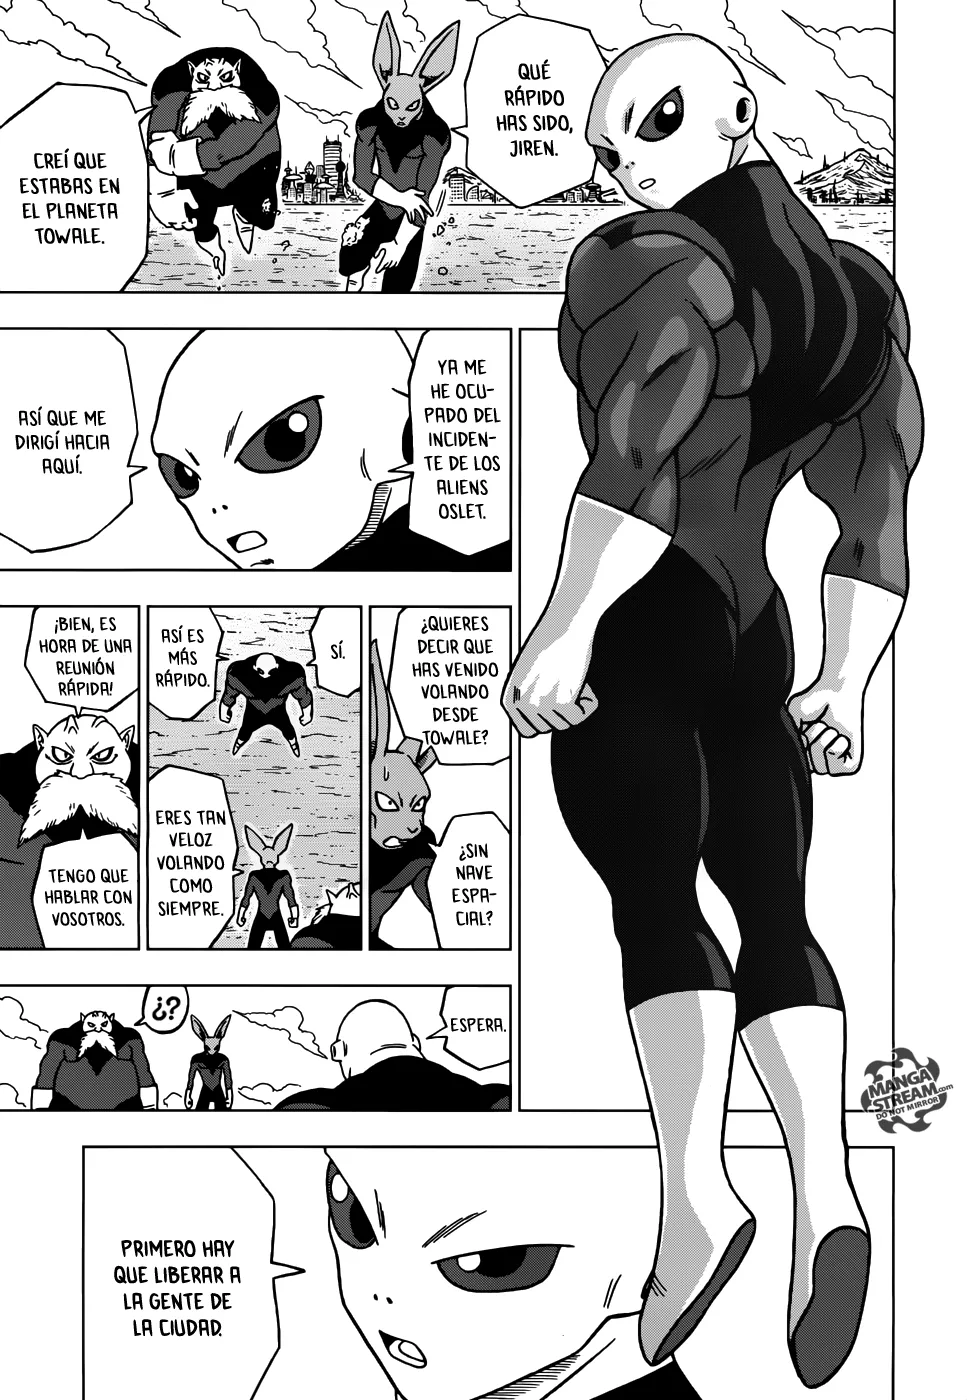 QUÉ
RÁPIDO
HAS SIDO,
JIREN.
CREÍ QUE
ESTABAS EN
EL PLANETA
TOWALE.
YA ME
HE OCU-
PADO DEL
INCIDEN-
TE DE LOS
ALIENS
OSLET.
ASÍ QUE ME
DIRIGÍ HACIA
AQUÍ.
¿QUIERES
DECIR QUE
HAS VENIDO
VOLANDO
DESDE
TOWALE?
¿SIN
NAVE
ESPA-
CIAL?
SÍ.
ASÍ ES
MÁS
RÁPIDO.
ERES TAN
VELOZ
VOLANDO
COMO
SIEMPRE.
¡BIEN, ES
HORA DE UNA
REUNIÓN
RÁPIDA!
TENGO QUE
HABLAR CON
VOSOTROS.
ESPERA.
¿?
PRIMERO HAY
QUE LIBERAR A
LA GENTE DE
LA CIUDAD.
MANGA
STREAM.com
DO NOT MIRROR